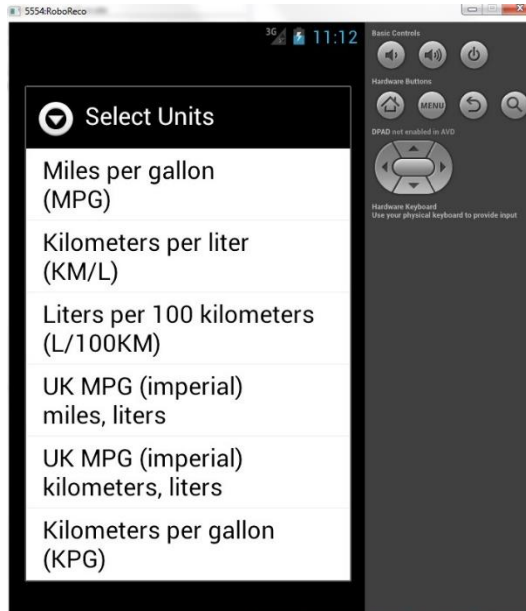 5554:RoboReco
3G 11:12
Select Units
Miles per gallon
(MPG)
Kilometers per liter
(KM/L)
Liters per 100 kilometers
(L/100KM)
UK MPG (imperial)
miles, liters
UK MPG (imperial)
kilometers, liters
Kilometers per gallon
(KPG)
Basic Controls
Hardware Buttons
MENU
DPAD not enabled in AVD
Hardware Keyboard
Use your physical keyboard to provide input